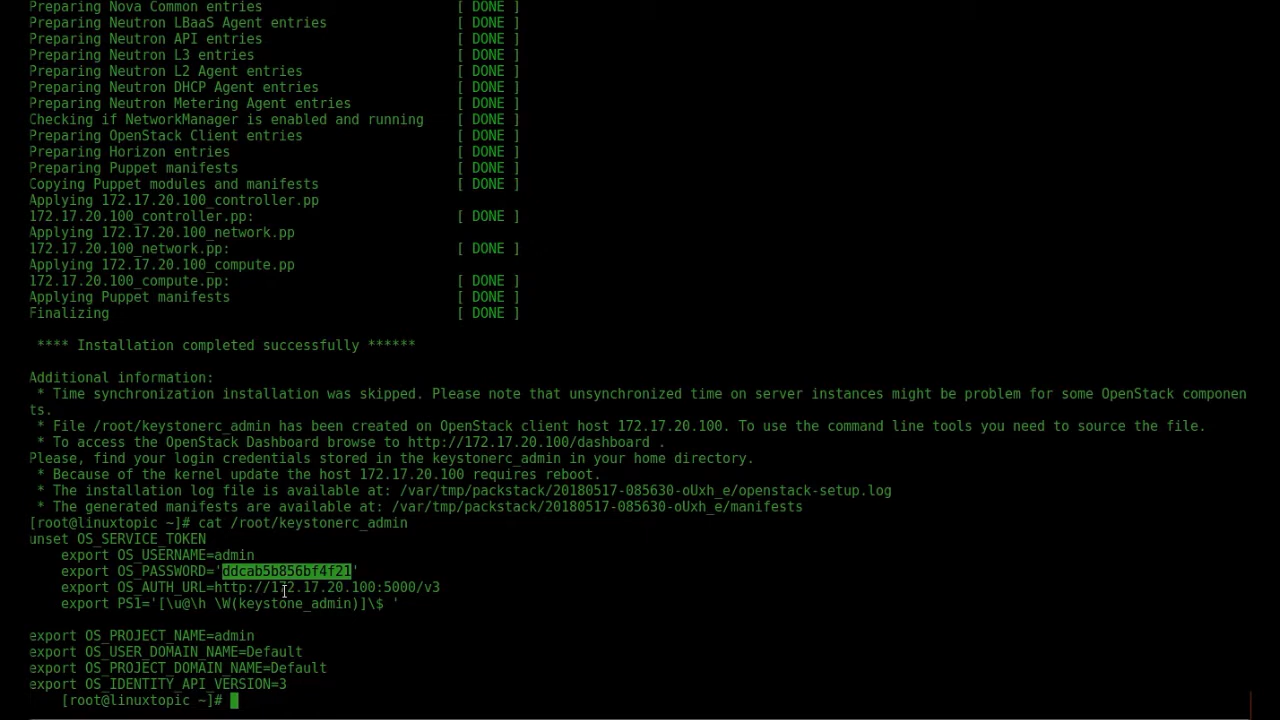 Preparing Nova Common entries [ DONE ]
Preparing Neutron LBaaS Agent entries [ DONE ]
Preparing Neutron API entries [ DONE ]
Preparing Neutron L3 entries [ DONE ]
Preparing Neutron L2 Agent entries [ DONE ]
Preparing Neutron DHCP Agent entries [ DONE ]
Preparing Neutron Metering Agent entries [ DONE ]
Checking if NetworkManager is enabled and running [ DONE ]
Preparing OpenStack Client entries [ DONE ]
Preparing Horizon entries [ DONE ]
Preparing Puppet manifests [ DONE ]
Copying Puppet modules and manifests [ DONE ]
Applying 172.17.20.100_controller.pp
172.17.20.100_controller.pp: [ DONE ]
Applying 172.17.20.100_network.pp
172.17.20.100_network.pp: [ DONE ]
Applying 172.17.20.100_compute.pp
172.17.20.100_compute.pp: [ DONE ]
Applying Puppet manifests [ DONE ]
Finalizing [ DONE ]
**** Installation completed successfully ******
Additional information:
* Time synchronization installation was skipped. Please note that unsynchronized time on server instances might be problem for some OpenStack componen
ts.
* File /root/keystonerc_admin has been created on OpenStack client host 172.17.20.100. To use the command line tools you need to source the file.
* To access the OpenStack Dashboard browse to http://172.17.20.100/dashboard .
Please, find your login credentials stored in the keystonerc_admin in your home directory.
* Because of the kernel update the host 172.17.20.100 requires reboot.
* The installation log file is available at: /var/tmp/packstack/20180517-085630-oUxh_e/openstack-setup.log
* The generated manifests are available at: /var/tmp/packstack/20180517-085630-oUxh_e/manifests
[root@linuxtopic ~]# cat /root/keystonerc_admin
unset OS_SERVICE_TOKEN
export OS_USERNAME=admin
export OS_PASSWORD='ddcab5b856bf4f21'
export OS_AUTH_URL=http://172.17.20.100:5000/v3
export PS1='[\u@\h \W(keystone_admin)]\$ '
export OS_PROJECT_NAME=admin
export OS_USER_DOMAIN_NAME=Default
export OS_PROJECT_DOMAIN_NAME=Default
export OS_IDENTITY_API_VERSION=3
[root@linuxtopic ~]#